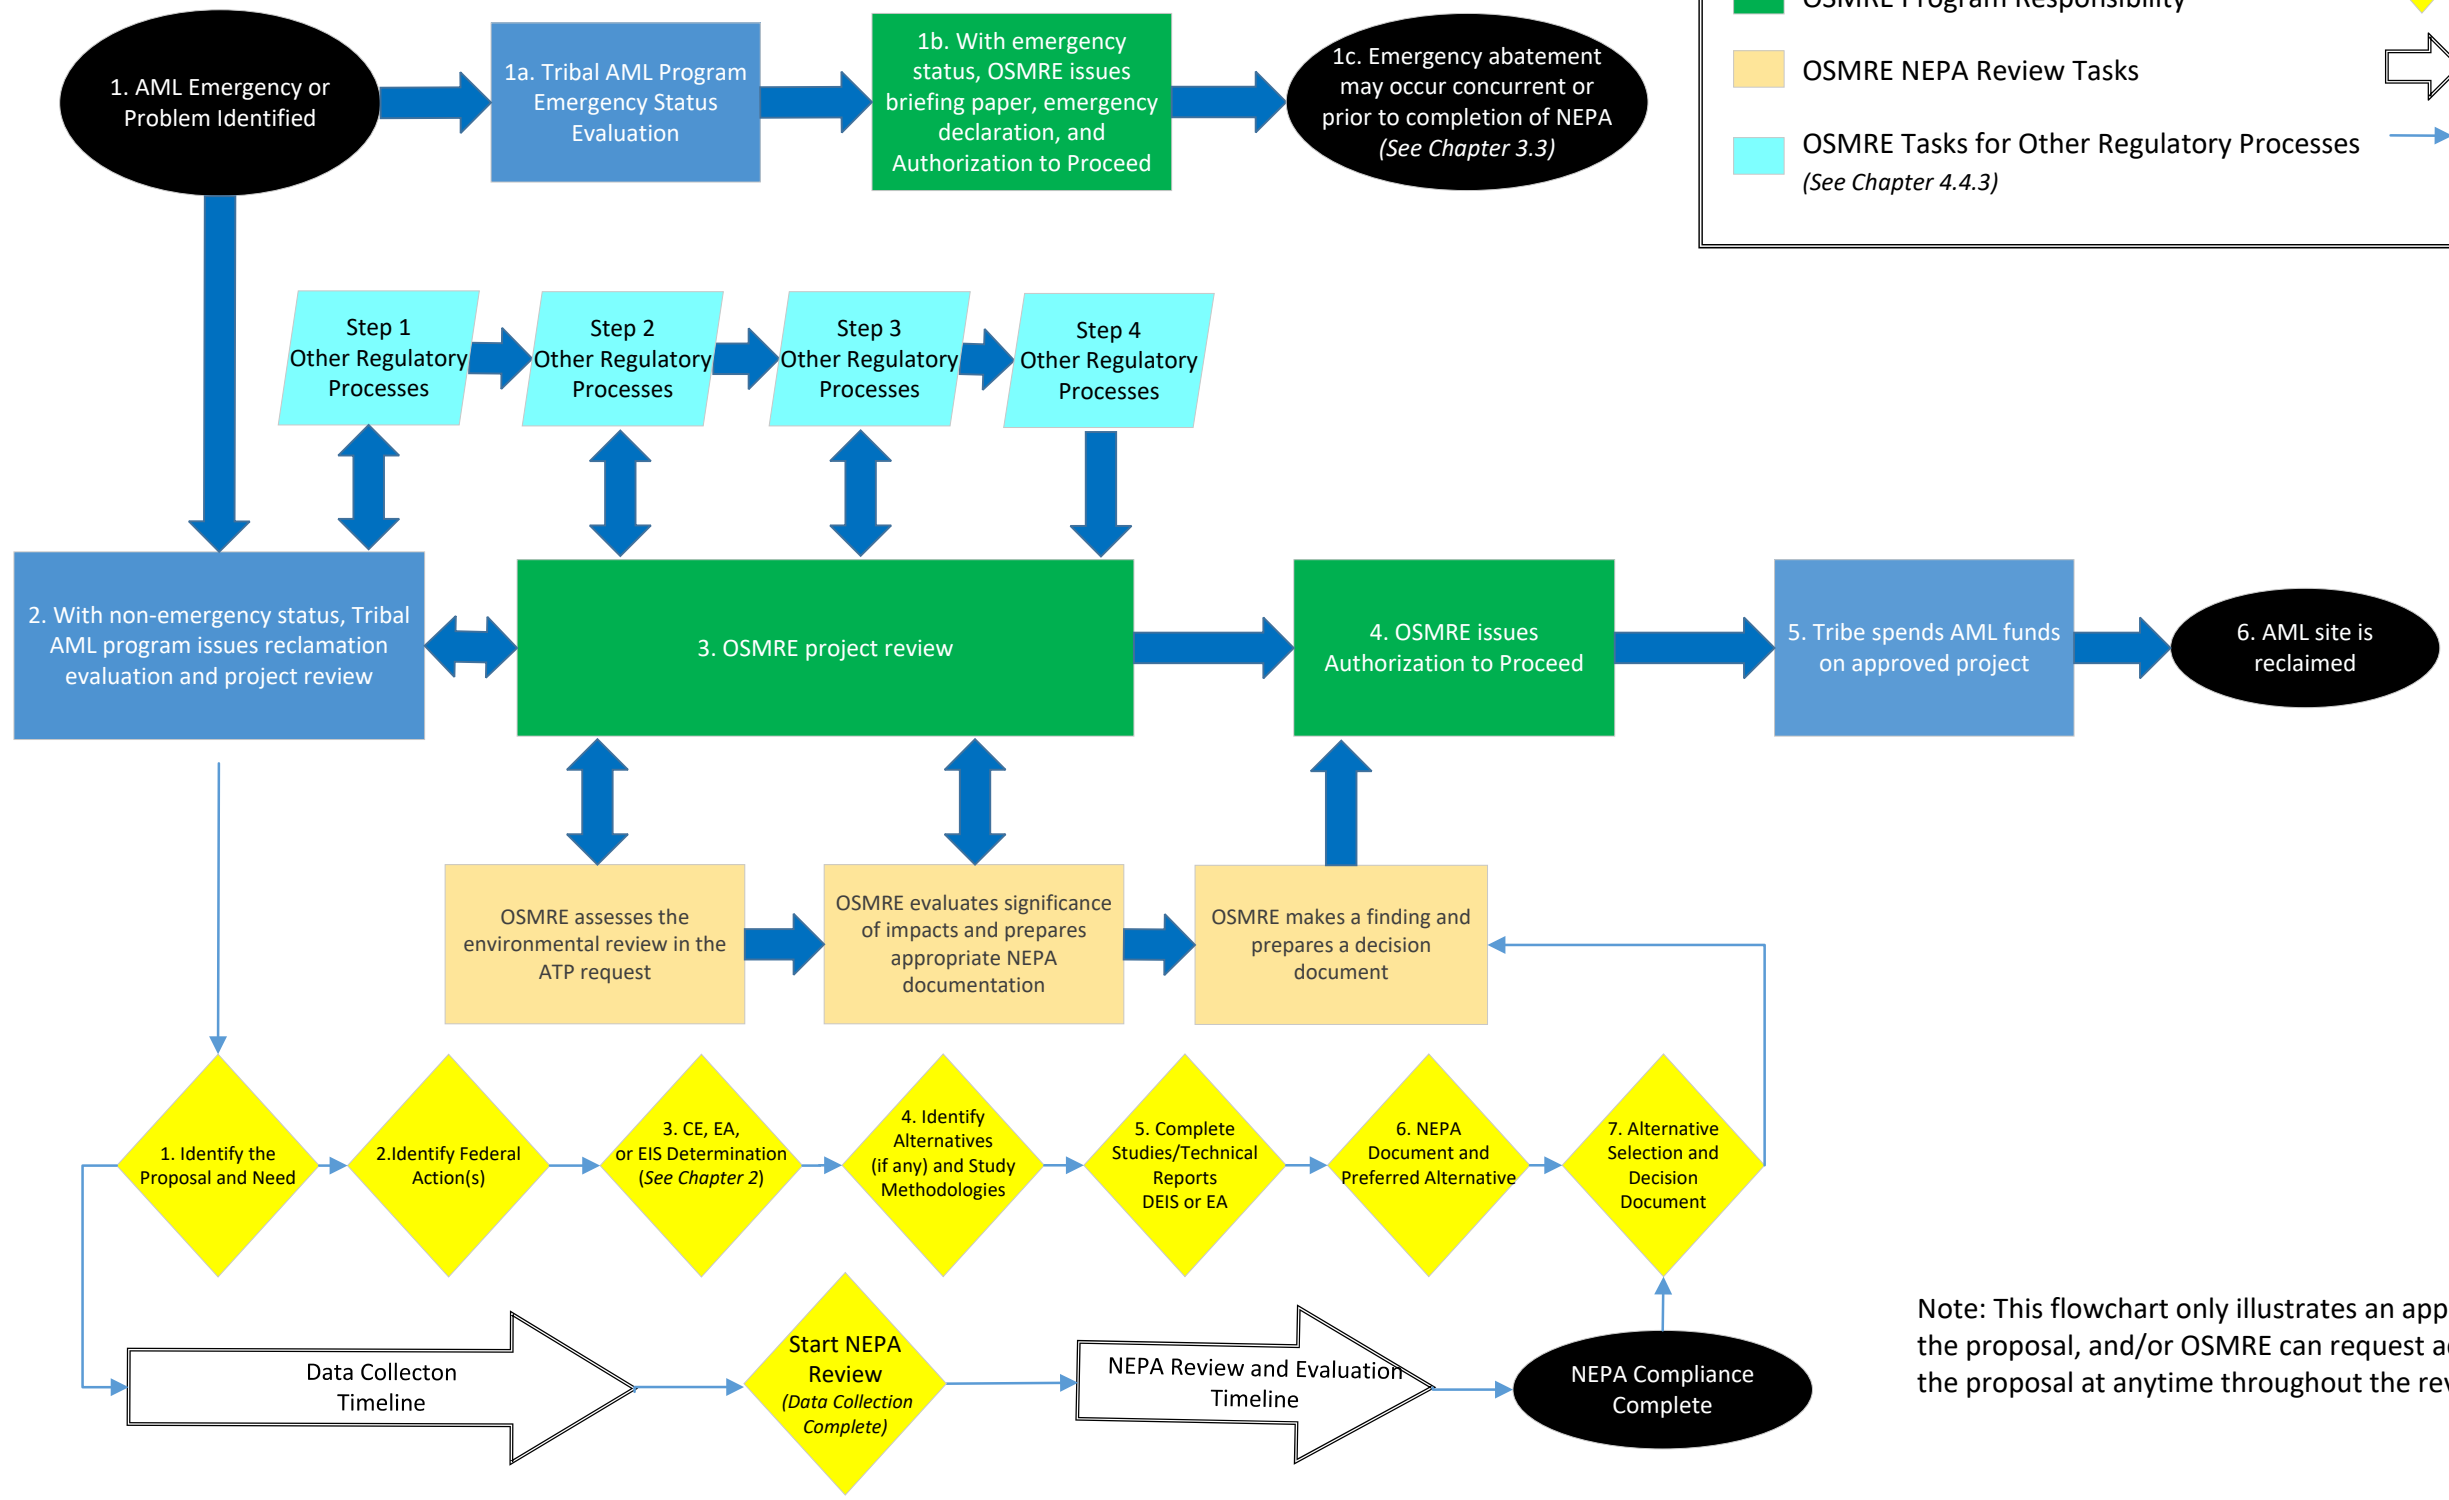 OSMRE Program Responsibility
OSMRE NEPA Review Tasks
OSMRE Tasks for Other Regulatory Processes
(See Chapter 4.4.3)
1. AML Emergency or
Problem Identified
1a. Tribal AML Program
Emergency Status
Evaluation
1b. With emergency
status, OSMRE issues
briefing paper, emergency
declaration, and
Authorization to Proceed
1c. Emergency abatement
may occur concurrent or
prior to completion of NEPA
(See Chapter 3.3)
Step 1
Other Regulatory
Processes
Step 2
Other Regulatory
Processes
Step 3
Other Regulatory
Processes
Step 4
Other Regulatory
Processes
2. With non-emergency status, Tribal
AML program issues reclamation
evaluation and project review
3. OSMRE project review
4. OSMRE issues
Authorization to Proceed
5. Tribe spends AML funds
on approved project
6. AML site is
reclaimed
OSMRE assesses the
environmental review in the
ATP request
OSMRE evaluates significance
of impacts and prepares
appropriate NEPA
documentation
OSMRE makes a finding and
prepares a decision
document
1. Identify the
Proposal and Need
2.Identify Federal
Action(s)
3. CE, EA,
or EIS Determination
(See Chapter 2)
4. Identify
Alternatives
(if any) and Study
Methodologies
5. Complete
Studies/Technical
Reports
DEIS or EA
6. NEPA
Document and
Preferred Alternative
7. Alternative
Selection and
Decision
Document
Data Collecton
Timeline
Start NEPA
Review
(Data Collection
Complete)
NEPA Review and Evaluation
Timeline
NEPA Compliance
Complete
Note: This flowchart only illustrates an app
the proposal, and/or OSMRE can request
the proposal at anytime throughout the